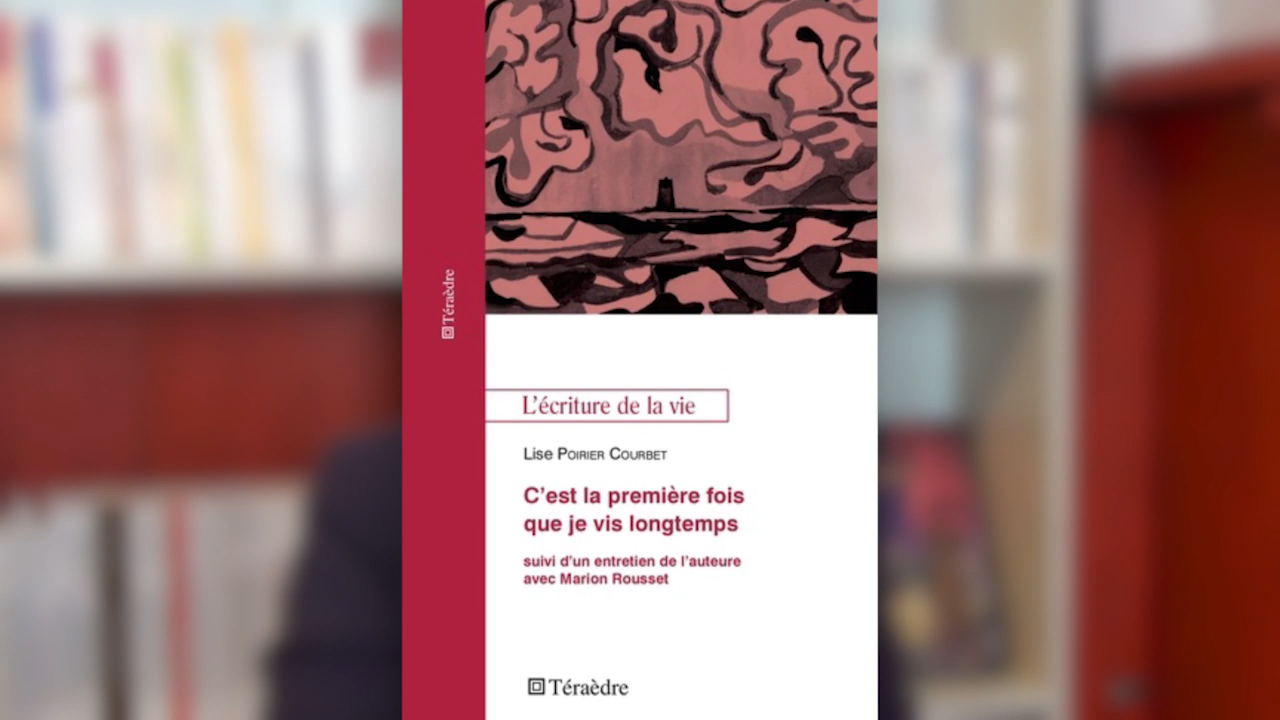 Téraèdre
L'écriture de la vie
Lise POIRIER COURBET
C'est la première fois
que je vis longtemps
suivi d'un entretien de l'auteure
avec Marion Rousset
Téraèdre